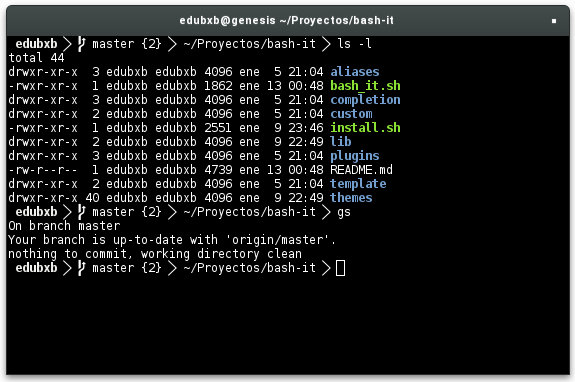 edubxb@genesis ~/Proyectos/bash-it
edubxb > master {2} > ~/Proyectos/bash-it > ls -l
total 44
drwxr-xr-x  3 edubxb edubxb 4096 ene  5 21:04 aliases
-rwxr-xr-x  1 edubxb edubxb 1862 ene 13 00:48 bash_it.sh
drwxr-xr-x  3 edubxb edubxb 4096 ene  5 21:04 completion
drwxr-xr-x  2 edubxb edubxb 4096 ene  5 21:04 custom
-rwxr-xr-x  1 edubxb edubxb 2551 ene  9 23:46 install.sh
drwxr-xr-x  2 edubxb edubxb 4096 ene  9 22:49 lib
drwxr-xr-x  3 edubxb edubxb 4096 ene  5 21:04 plugins
-rw-r--r--  1 edubxb edubxb 4739 ene 13 00:48 README.md
drwxr-xr-x  2 edubxb edubxb 4096 ene  5 21:04 template
drwxr-xr-x 40 edubxb edubxb 4096 ene  9 22:49 themes
edubxb > master {2} > ~/Proyectos/bash-it > gs
On branch master
Your branch is up-to-date with 'origin/master'.
nothing to commit, working directory clean
edubxb > master {2} > ~/Proyectos/bash-it >